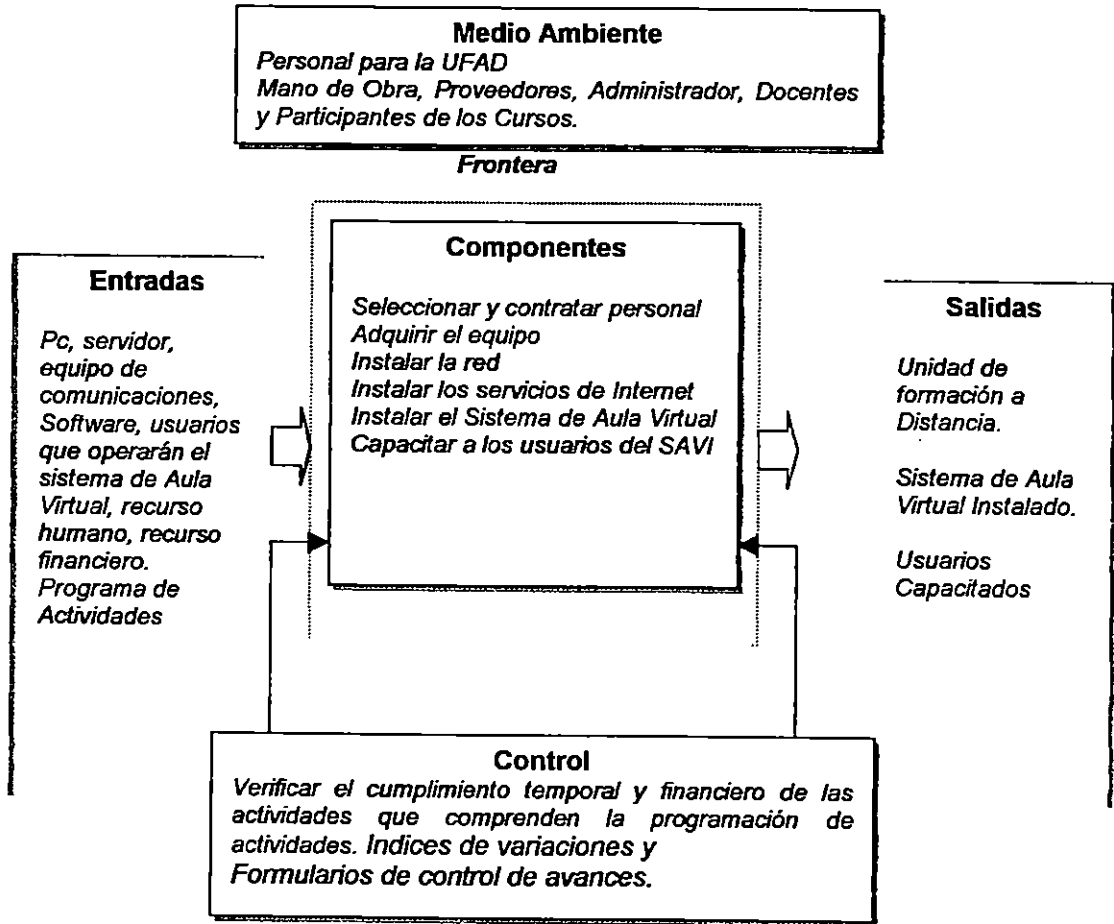 Medio Ambiente
Personal para la UFAD
Mano de Obra, Proveedores, Administrador, Docentes
y Participantes de los Cursos.
Frontera
Entradas
Pc, servidor,
equipo de
comunicaciones,
Software, usuarios
que operarán el
sistema de Aula
Virtual, recurso
humano, recurso
financiero.
Programa de
Actividades
Componentes
Seleccionar y contratar personal
Adquirir el equipo
Instalar la red
Instalar los servicios de Internet
Instalar el Sistema de Aula Virtual
Capacitar a los usuarios del SAVI
Salidas
Unidad de
formación a
Distancia.
Sistema de Aula
Virtual Instalado.
Usuarios
Capacitados
Control
Verificar el cumplimiento temporal y financiero de las
actividades que comprenden la programación de
actividades. Indices de variaciones y
Formularios de control de avances.